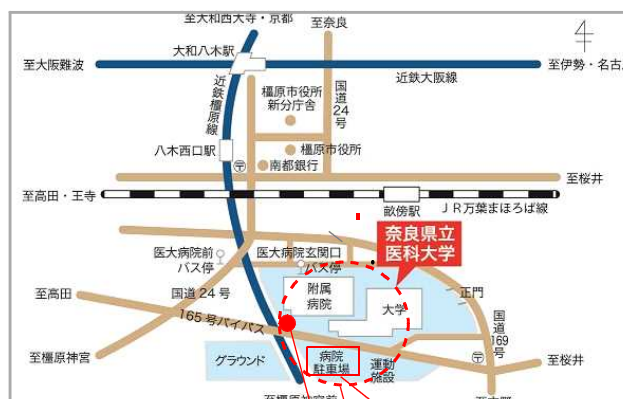 至大和西大寺・京都
至奈良
大和八木駅
至大阪難波
近鉄大阪線
至伊勢・名古
近鉄橿原線
国道24号
橿原市役所
新分庁舎
八木西口駅
橿原市役所
南都銀行
至桜井
至高田・王寺
畝傍駅
JR万葉まほろば線
奈良県立
医科大学
医大病院前
バス停
医大病院玄関口
バス停
附属
病院
大学
正門
国道24号
至高田
165号バイパス
国道169号
至橿原神宮
グラウンド
病院
駐車場
運動
施設
至桜井